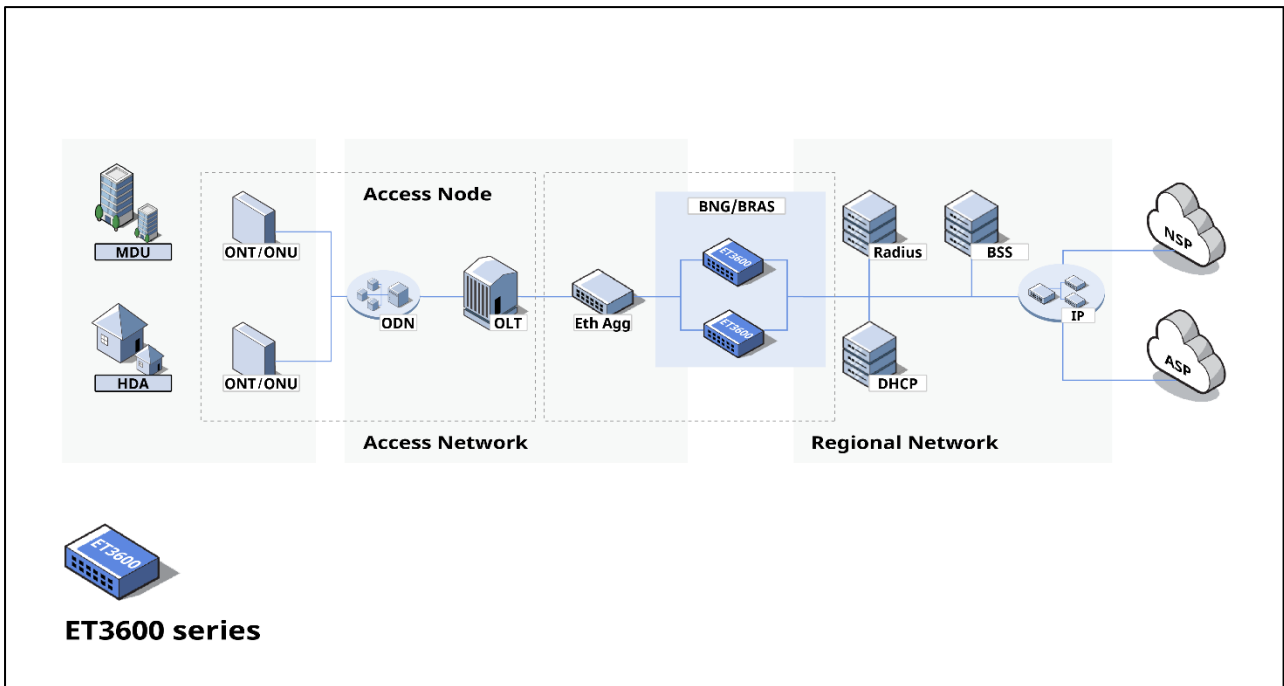 Access Node
BNG/BRAS
NSP
MDU
ONT/ONU
ET3600
Radius
BSS
ODN
OLT
Eth Agg
ET3600
IP
ASP
HDA
ONT/ONU
DHCP
Access Network
Regional Network
ET3600
ET3600 series